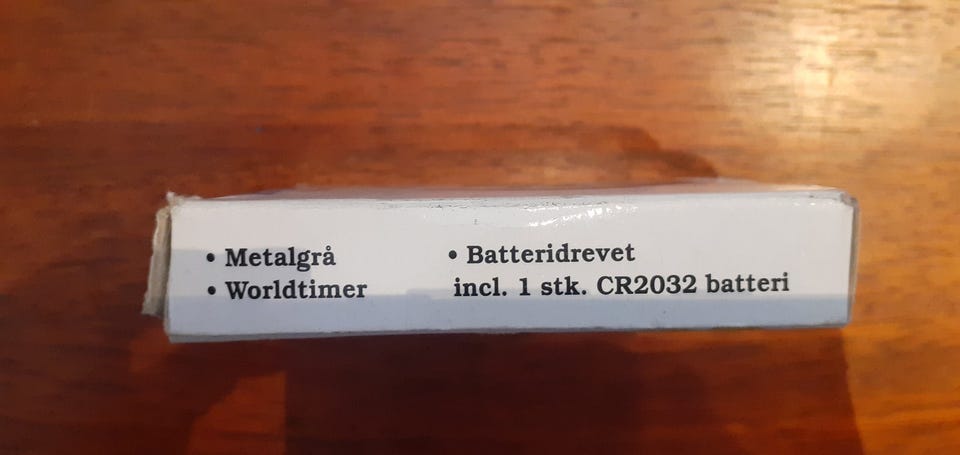 • Metalgrå
• Worldtimer
• Batteridrevet
incl. 1 stk. CR2032 batteri